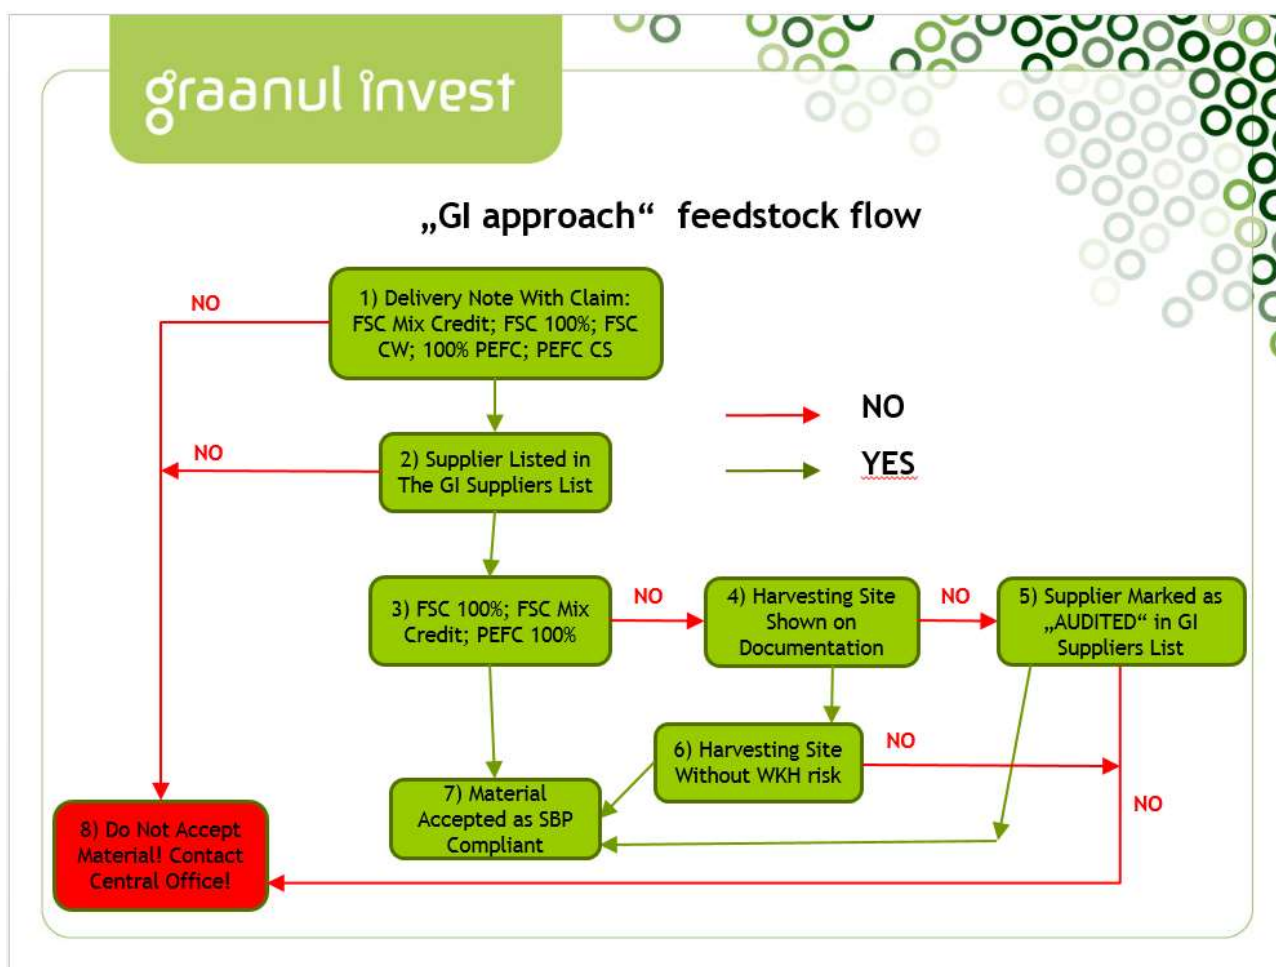 graanul invest
„GI approach“ feedstock flow
NO
1) Delivery Note With Claim:
FSC Mix Credit; FSC 100%; FSC
CW; 100% PEFC; PEFC CS
NO
YES
NO
2) Supplier Listed in
The GI Suppliers List
3) FSC 100%; FSC Mix
Credit; PEFC 100%
NO
4) Harvesting Site
Shown on
Documentation
NO
5) Supplier Marked as
„AUDITED“ in GI
Suppliers List
6) Harvesting Site
Without WKH risk
NO
NO
7) Material
Accepted as SBP
Compliant
8) Do Not Accept
Material! Contact
Central Office!